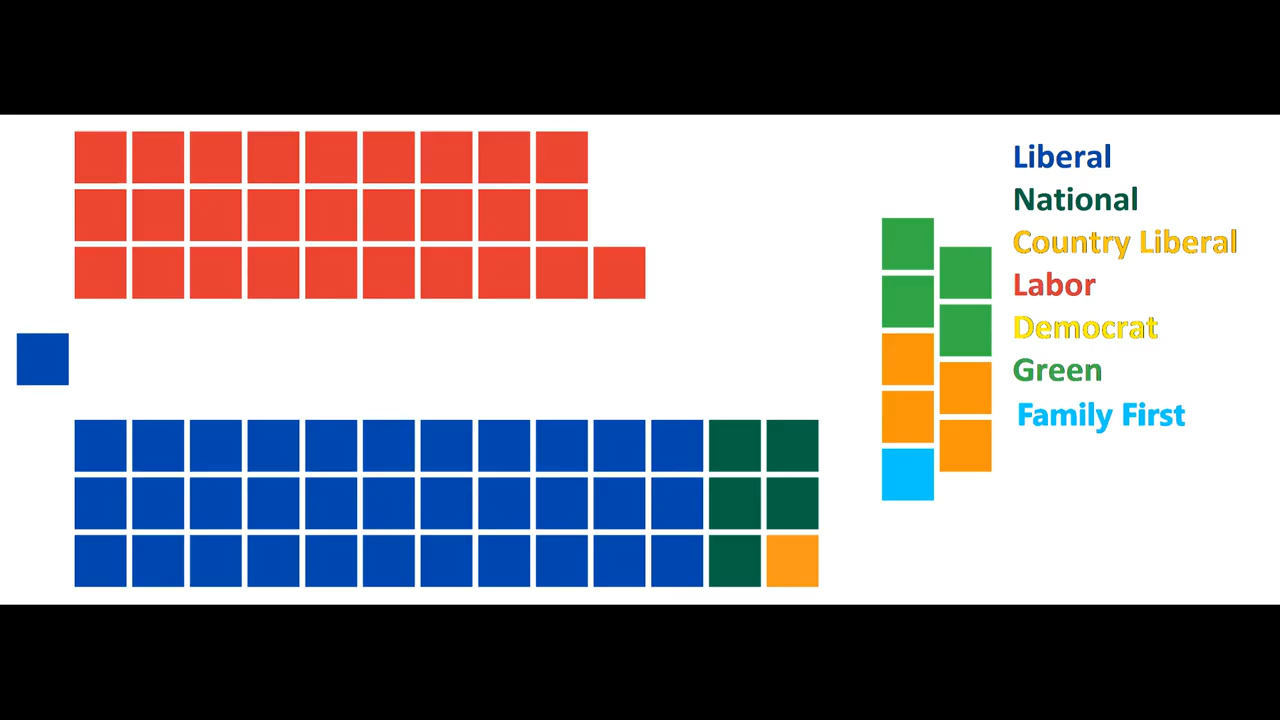 Liberal
National
Country Liberal
Labor
Democrat
Green
Family First